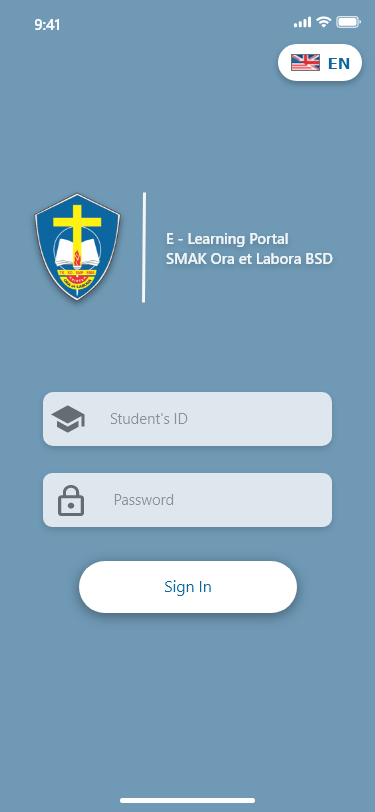 9:41
EN
E - Learning Portal
SMAK Ora et Labora BSD
Student's ID
Password
Sign In